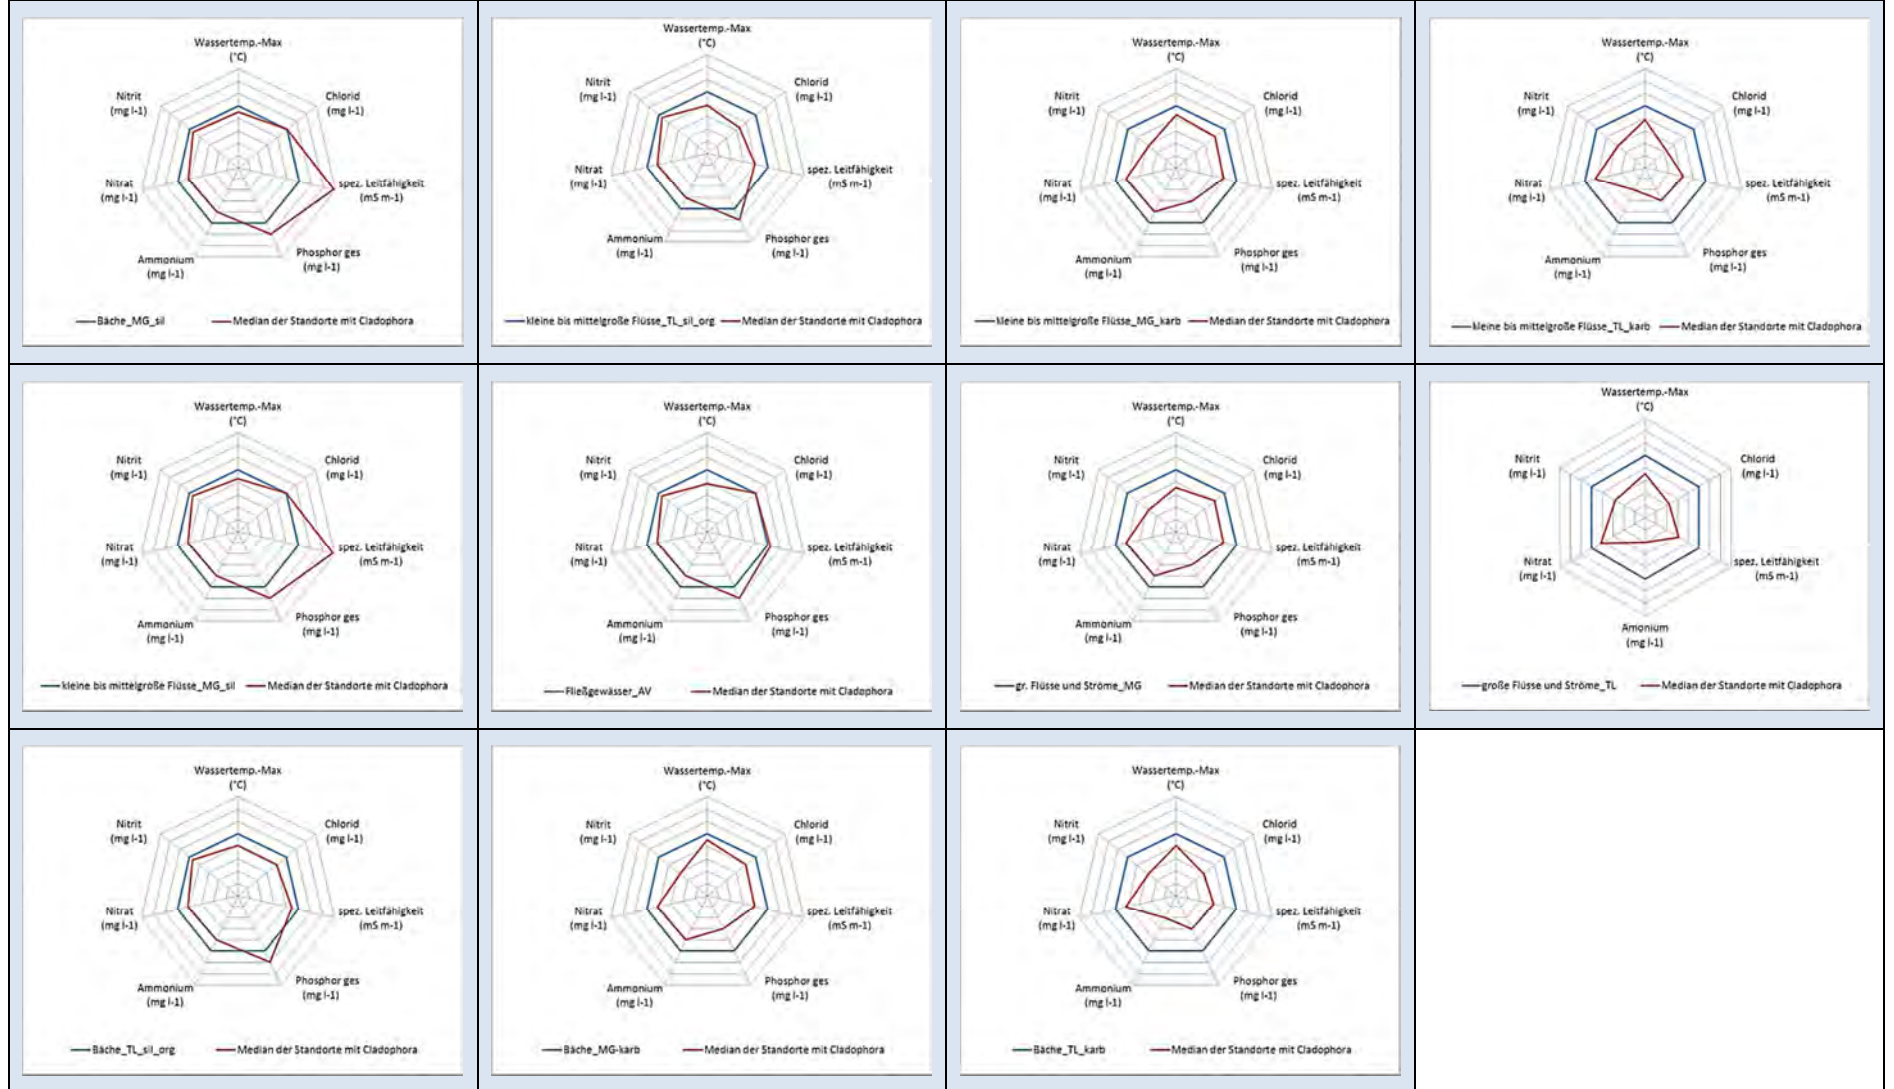 Wassertemp.-Max
(°C)
Nitrit
(mg l-1)
Chlorid
(mg l-1)
Nitrat
(mg l-1)
spez. Leitfähigkeit
(mS m-1)
Ammonium
(mg l-1)
Phosphor ges
(mg l-1)
Bäche_MG_sil
Median der Standorte mit Cladophora
Wassertemp.-Max
(°C)
Nitrit
(mg l-1)
Chlorid
(mg l-1)
Nitrat
(mg l-1)
spez. Leitfähigkeit
(mS m-1)
Ammonium
(mg l-1)
Phosphor ges
(mg l-1)
kleine bis mittelgroße Flüsse_TL_sil_org
Median der Standorte mit Cladophora
Wassertemp.-Max
(°C)
Nitrit
(mg l-1)
Chlorid
(mg l-1)
Nitrat
(mg l-1)
spez. Leitfähigkeit
(mS m-1)
Ammonium
(mg l-1)
Phosphor ges
(mg l-1)
kleine bis mittelgroße Flüsse_MG_karb
Median der Standorte mit Cladophora
Wassertemp.-Max
(°C)
Nitrit
(mg l-1)
Chlorid
(mg l-1)
Nitrat
(mg l-1)
spez. Leitfähigkeit
(mS m-1)
Ammonium
(mg l-1)
Phosphor ges
(mg l-1)
kleine bis mittelgroße Flüsse_TL_karb
Median der Standorte mit Cladophora
Wassertemp.-Max
(°C)
Nitrit
(mg l-1)
Chlorid
(mg l-1)
Nitrat
(mg l-1)
spez. Leitfähigkeit
(mS m-1)
Ammonium
(mg l-1)
Phosphor ges
(mg l-1)
kleine bis mittelgroße Flüsse_MG_sil
Median der Standorte mit Cladophora
Wassertemp.-Max
(°C)
Nitrit
(mg l-1)
Chlorid
(mg l-1)
Nitrat
(mg l-1)
spez. Leitfähigkeit
(mS m-1)
Ammonium
(mg l-1)
Phosphor ges
(mg l-1)
Fließgewässer_AV
Median der Standorte mit Cladophora
Wassertemp.-Max
(°C)
Nitrit
(mg l-1)
Chlorid
(mg l-1)
Nitrat
(mg l-1)
spez. Leitfähigkeit
(mS m-1)
Ammonium
(mg l-1)
Phosphor ges
(mg l-1)
gr. Flüsse und Ströme_MG
Median der Standorte mit Cladophora
Wassertemp.-Max
(°C)
Nitrit
(mg l-1)
Chlorid
(mg l-1)
Nitrat
(mg l-1)
spez. Leitfähigkeit
(mS m-1)
Amonium
(mg l-1)
große Flüsse und Ströme_TL
Median der Standorte mit Cladophora
Wassertemp.-Max
(°C)
Nitrit
(mg l-1)
Chlorid
(mg l-1)
Nitrat
(mg l-1)
spez. Leitfähigkeit
(mS m-1)
Ammonium
(mg l-1)
Phosphor ges
(mg l-1)
Bäche_TL_sil_org
Median der Standorte mit Cladophora
Wassertemp.-Max
(°C)
Nitrit
(mg l-1)
Chlorid
(mg l-1)
Nitrat
(mg l-1)
spez. Leitfähigkeit
(mS m-1)
Ammonium
(mg l-1)
Phosphor ges
(mg l-1)
Bäche_MG-karb
Median der Standorte mit Cladophora
Wassertemp.-Max
(°C)
Nitrit
(mg l-1)
Chlorid
(mg l-1)
Nitrat
(mg l-1)
spez. Leitfähigkeit
(mS m-1)
Ammonium
(mg l-1)
Phosphor ges
(mg l-1)
Bäche_TL_karb
Median der Standorte mit Cladophora